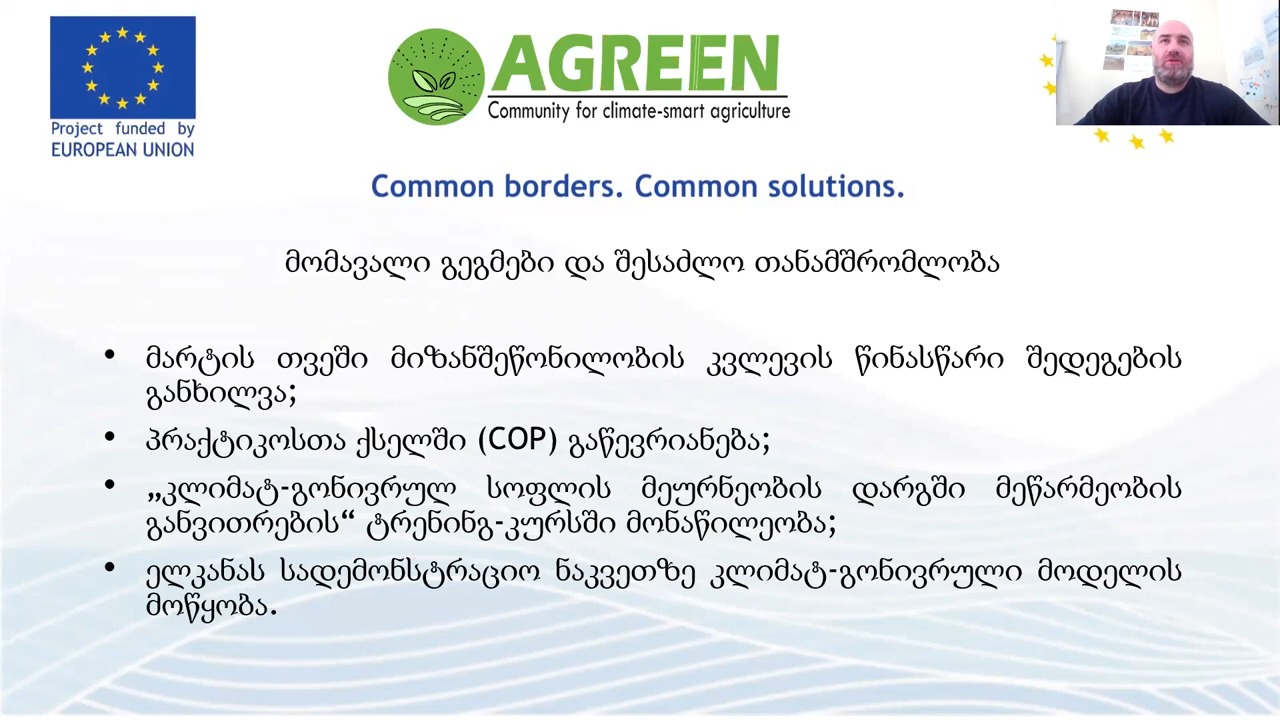 Project funded by
EUROPEAN UNION
AGREEN
Community for climate-smart agriculture
Common borders. Common solutions.
მომავალი გეგმები და შესაძლო თანამშრომლობა
• მარტის თვეში მიზანშეწონილობის კვლევის წინასწარი შედეგების
განხილვა;
• პრაქტიკოსთა ქსელში (COP) გაწევრიანება;
• „კლიმატ-გონივრულ სოფლის მეურნეობის დარგში მეწარმეობის
განვითრების“ ტრენინგ-კურსში მონაწილეობა;
• ელკანას სადემონსტრაციო ნაკვეთზე კლიმატ-გონივრული მოდელის
მოწყობა.